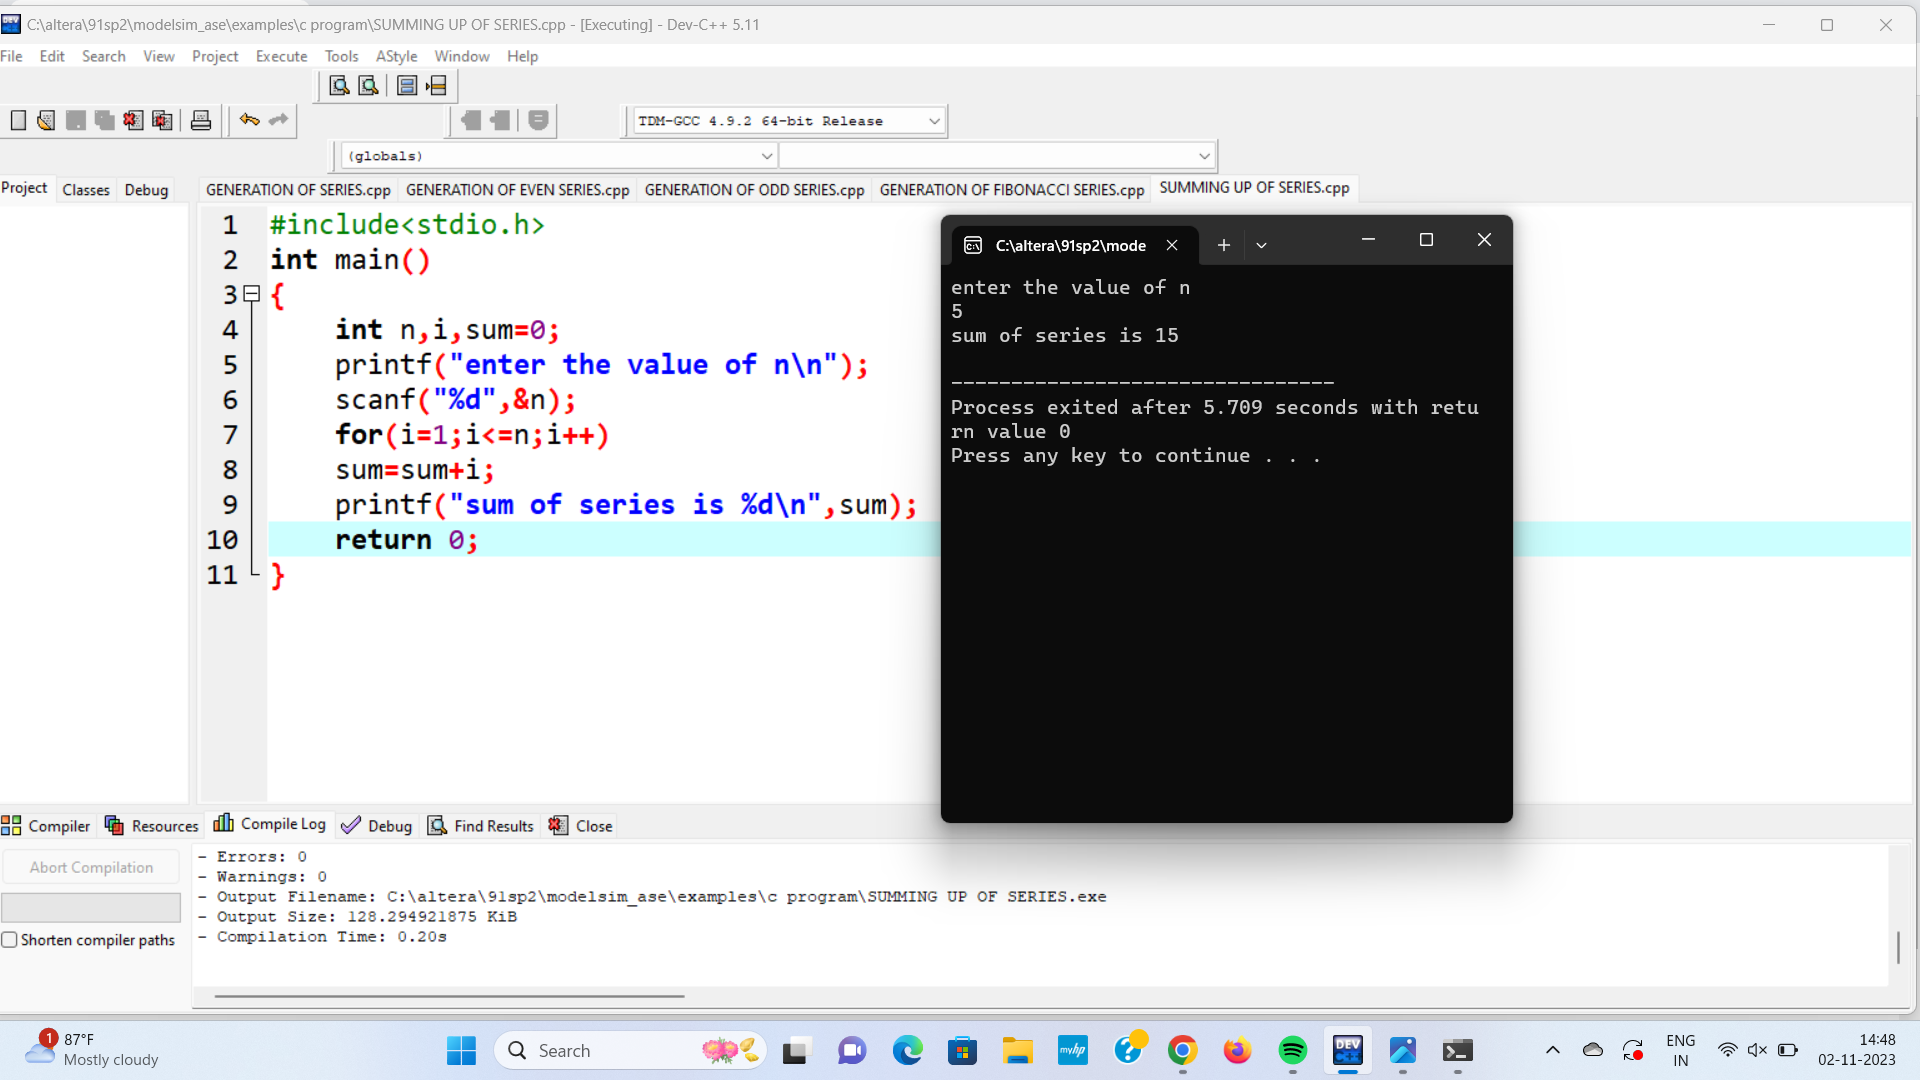 C:\altera\91sp2\modelsim_ase\examples\c program\SUMMING UP OF SERIES.cpp - [Executing] - Dev-C++ 5.11
File Edit Search View Project Execute Tools AStyle Window Help
TDM-GCC 4.9.2 64-bit Release
(globals)
Project Classes Debug
GENERATION OF SERIES.cpp GENERATION OF EVEN SERIES.cpp GENERATION OF ODD SERIES.cpp GENERATION OF FIBONACCI SERIES.cpp SUMMING UP OF SERIES.cpp
1 #include<stdio.h>
2 int main()
3 {
4 int n,i,sum=0;
5 printf("enter the value of n\n");
6 scanf("%d",&n);
7 for(i=1;i<=n;i++)
8 sum=sum+i;
9 printf("sum of series is %d\n",sum);
10 return 0;
11 }
C:\altera\91sp2\mode
enter the value of n
5
sum of series is 15
--------------------------------
Process exited after 5.709 seconds with retu
rn value 0
Press any key to continue . . .
Compiler Resources Compile Log Debug Find Results Close
Abort Compilation
Shorten compiler paths
- Errors: 0
- Warnings: 0
- Output Filename: C:\altera\91sp2\modelsim_ase\examples\c program\SUMMING UP OF SERIES.exe
- Output Size: 128.294921875 KiB
- Compilation Time: 0.20s
1
87°F
Mostly cloudy
Search
myhp
DEV
C++
ENG
IN
14:48
02-11-2023